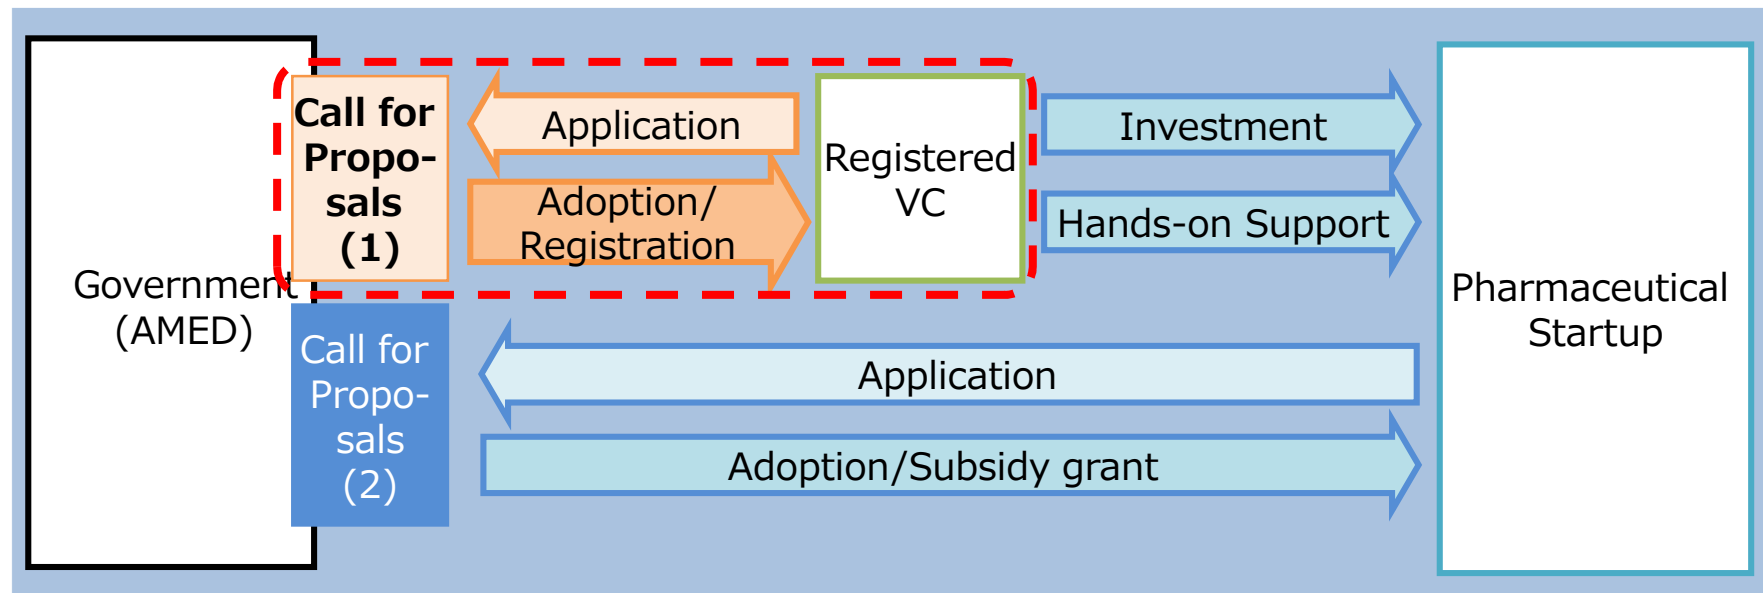 Government
(AMED)
Call for
Propo-
sals
(1)
Application
Adoption/
Registration
Registered
VC
Investment
Hands-on Support
Call for
Propo-
sals
(2)
Application
Adoption/Subsidy grant
Pharmaceutical
Startup